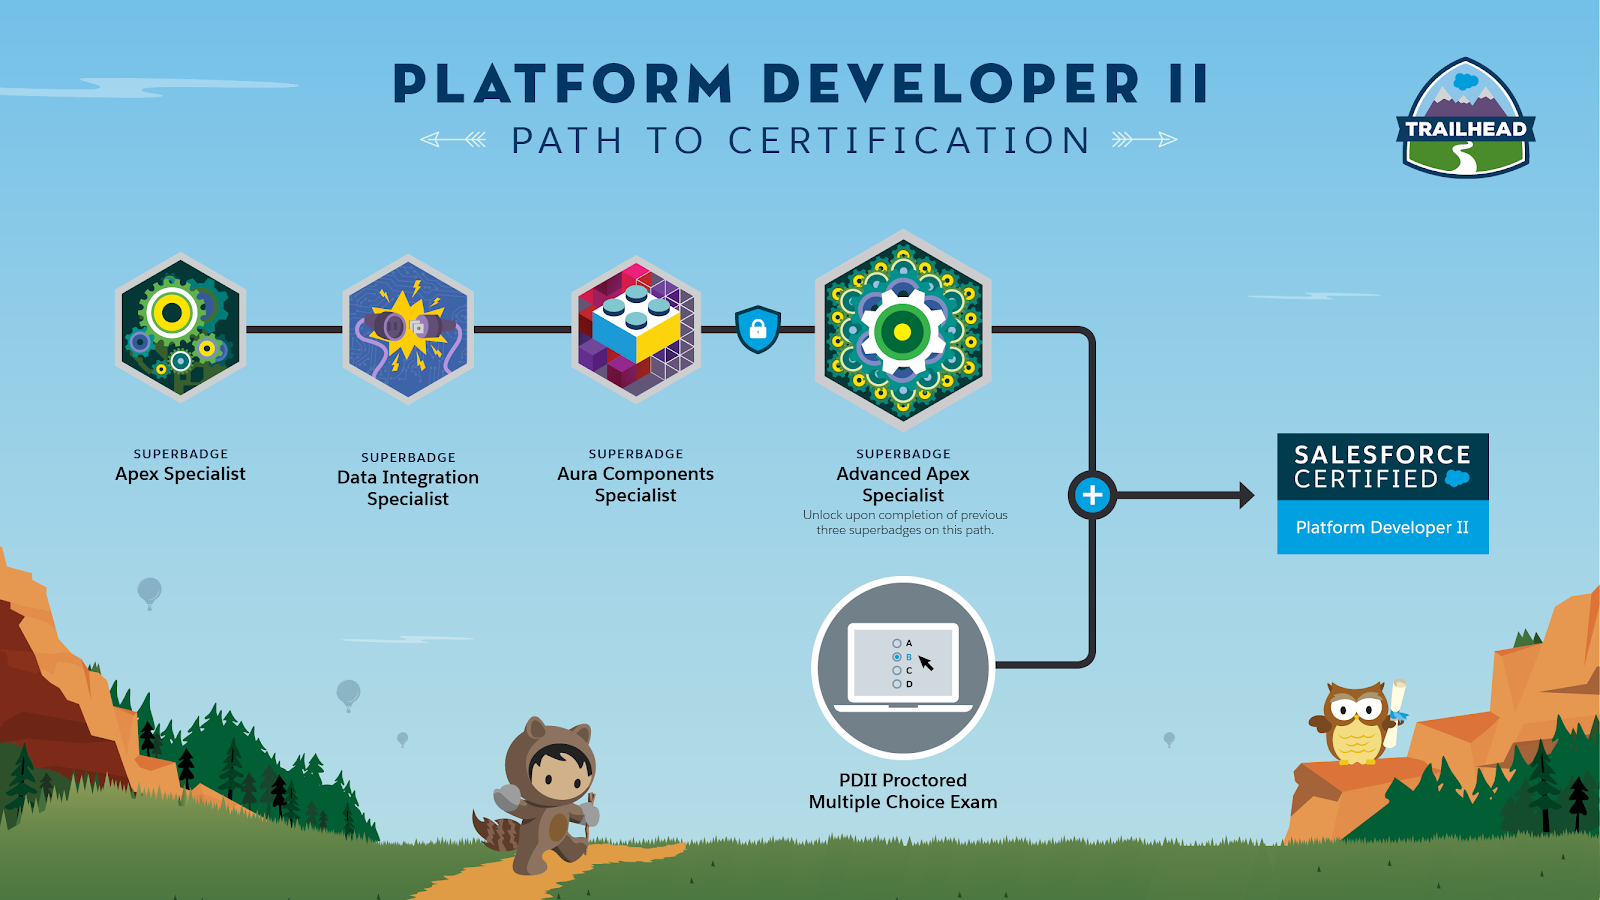 PLATFORM DEVELOPER II
PATH TO CERTIFICATION
TRAILHEAD
SUPERBADGE
Apex Specialist
SUPERBADGE
Data Integration
Specialist
SUPERBADGE
Aura Components
Specialist
SUPERBADGE
Advanced Apex
Specialist
Unlock upon completion of previous
three superbadges on this path.
SALESFORCE
CERTIFIED
Platform Developer II
A
B
C
D
PDII Proctored
Multiple Choice Exam